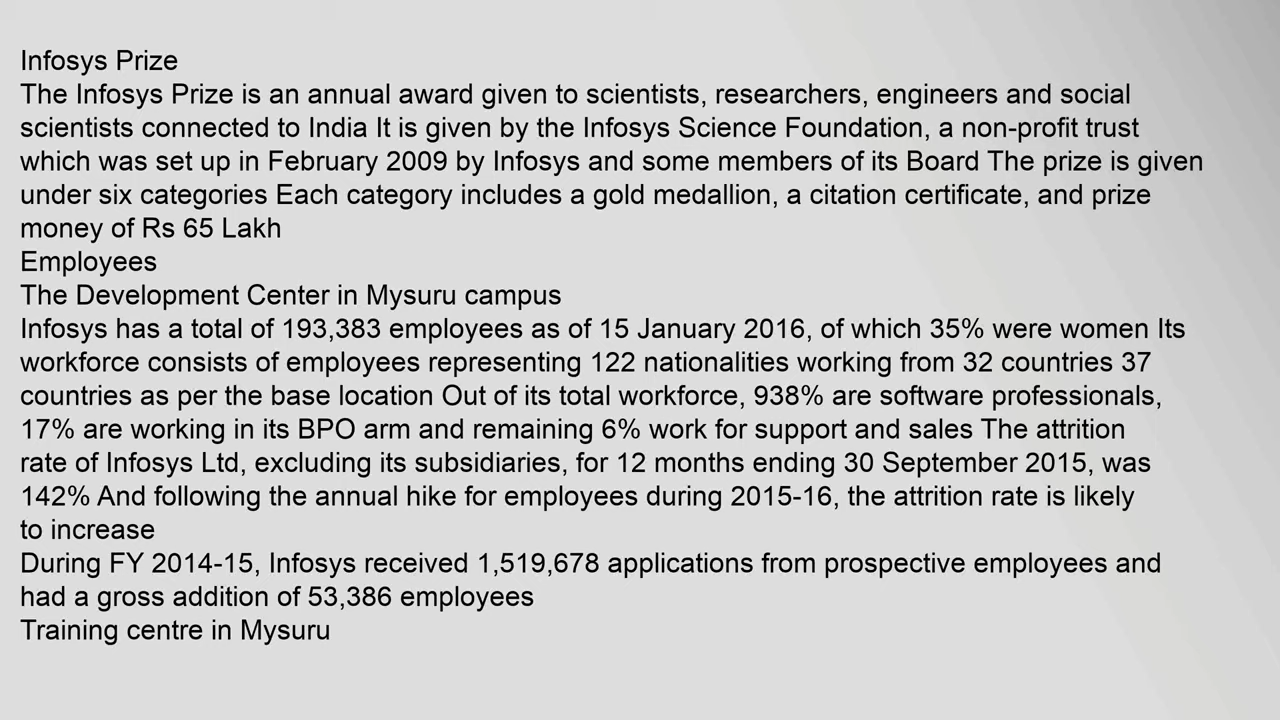 Infosys Prize
The Infosys Prize is an annual award given to scientists, researchers, engineers and social
scientists connected to India It is given by the Infosys Science Foundation, a non-profit trust
which was set up in February 2009 by Infosys and some members of its Board The prize is given
under six categories Each category includes a gold medallion, a citation certificate, and prize
money of Rs 65 Lakh
Employees
The Development Center in Mysuru campus
Infosys has a total of 193,383 employees as of 15 January 2016, of which 35% were women Its
workforce consists of employees representing 122 nationalities working from 32 countries 37
countries as per the base location Out of its total workforce, 938% are software professionals,
17% are working in its BPO arm and remaining 6% work for support and sales The attrition
rate of Infosys Ltd, excluding its subsidiaries, for 12 months ending 30 September 2015, was
142% And following the annual hike for employees during 2015-16, the attrition rate is likely
to increase
During FY 2014-15, Infosys received 1,519,678 applications from prospective employees and
had a gross addition of 53,386 employees
Training centre in Mysuru